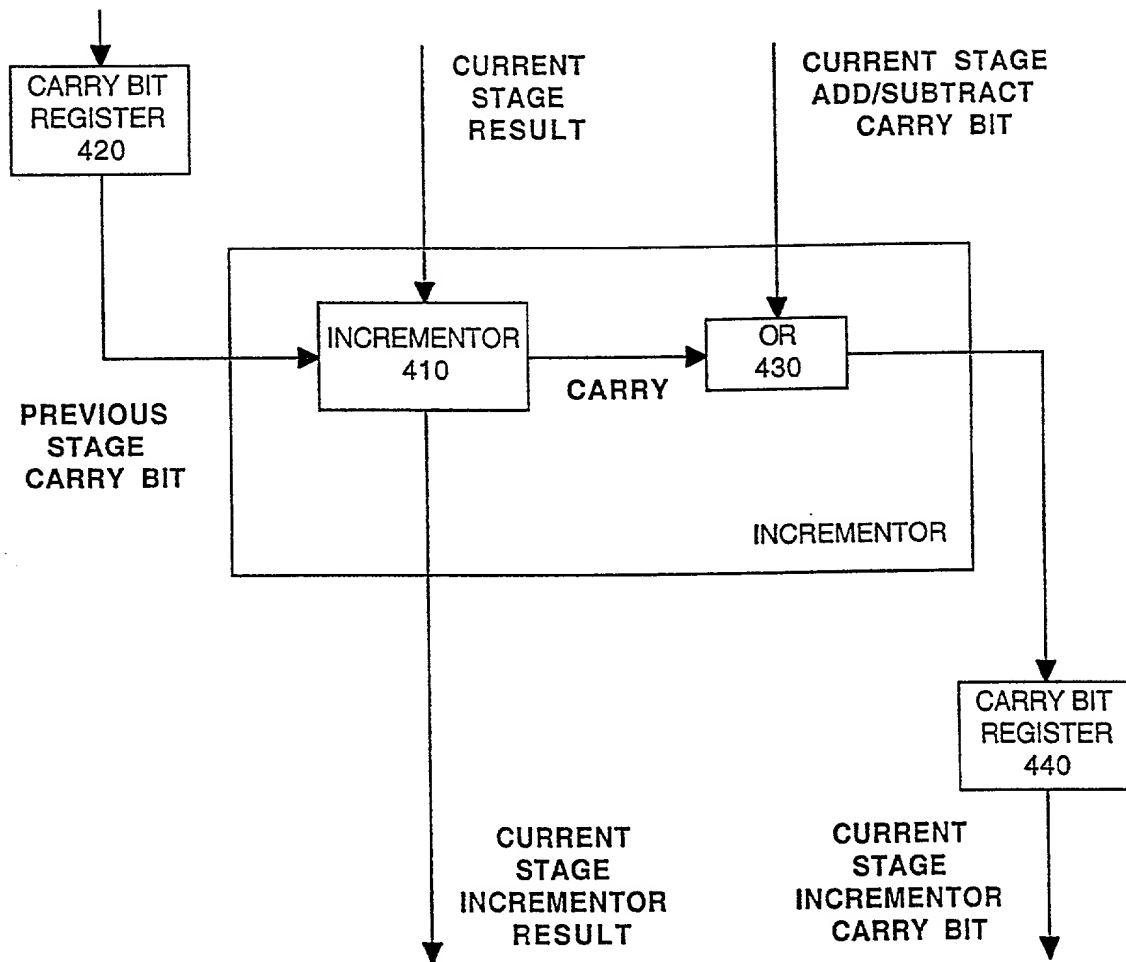 CARRY BIT
REGISTER
420
CURRENT
STAGE
RESULT
CURRENT STAGE
ADD/SUBTRACT
CARRY BIT
INCREMENTOR
410
OR
430
CARRY
PREVIOUS
STAGE
CARRY BIT
INCREMENTOR
CARRY BIT
REGISTER
440
CURRENT
STAGE
INCREMENTOR
RESULT
CURRENT
STAGE
INCREMENTOR
CARRY BIT